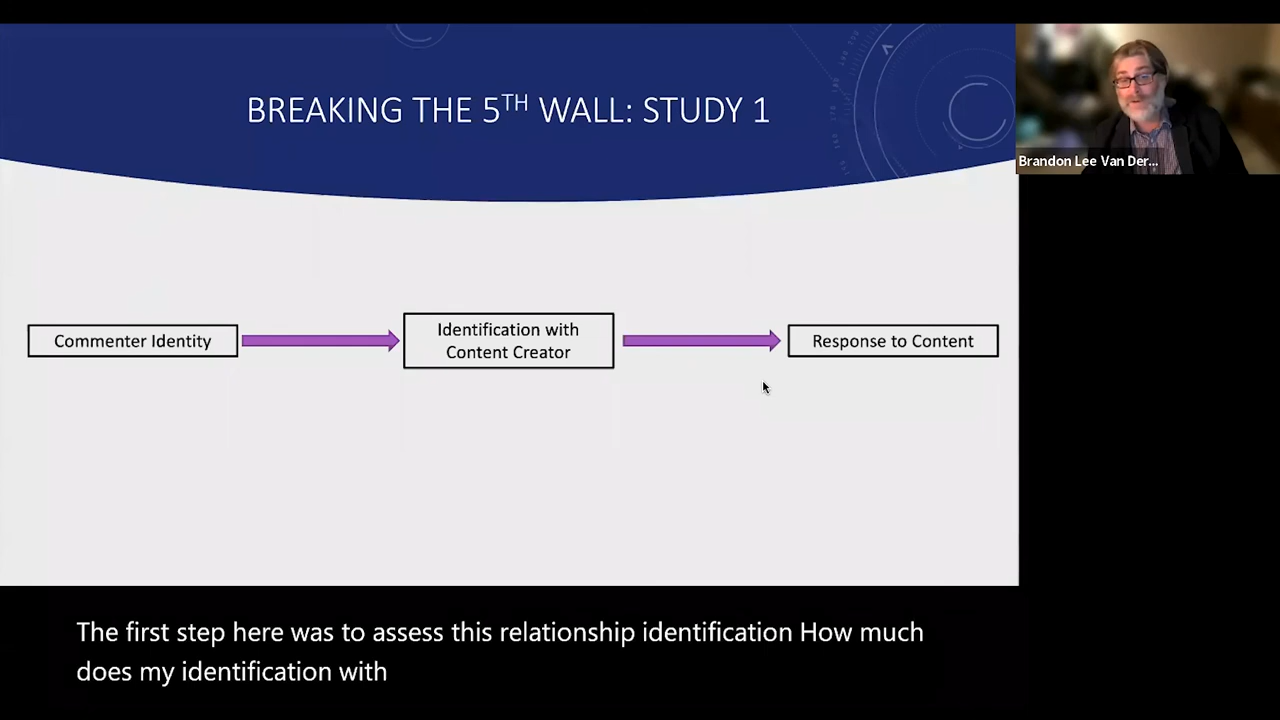 BREAKING THE 5TH WALL: STUDY 1
Brandon Lee Van Der...
Commenter Identity
Identification with
Content Creator
Response to Content
The first step here was to assess this relationship identification How much
does my identification with